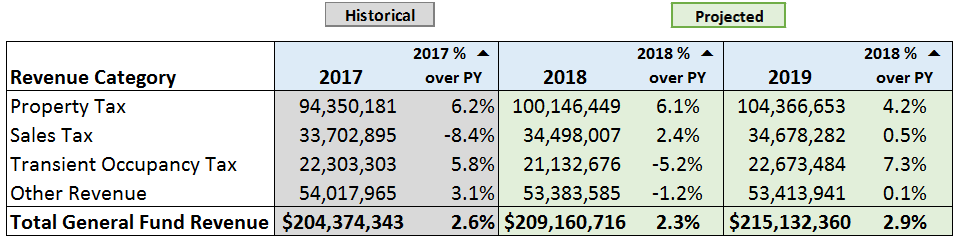 Historical Projected
2017 % ▲ 2018 % ▲ 2018 % ▲
Revenue Category 2017 over PY 2018 over PY 2019 over PY
Property Tax 94,350,181 6.2% 100,146,449 6.1% 104,366,653 4.2%
Sales Tax 33,702,895 -8.4% 34,498,007 2.4% 34,678,282 0.5%
Transient Occupancy Tax 22,303,303 5.8% 21,132,676 -5.2% 22,673,484 7.3%
Other Revenue 54,017,965 3.1% 53,383,585 -1.2% 53,413,941 0.1%
Total General Fund Revenue $204,374,343 2.6% $209,160,716 2.3% $215,132,360 2.9%